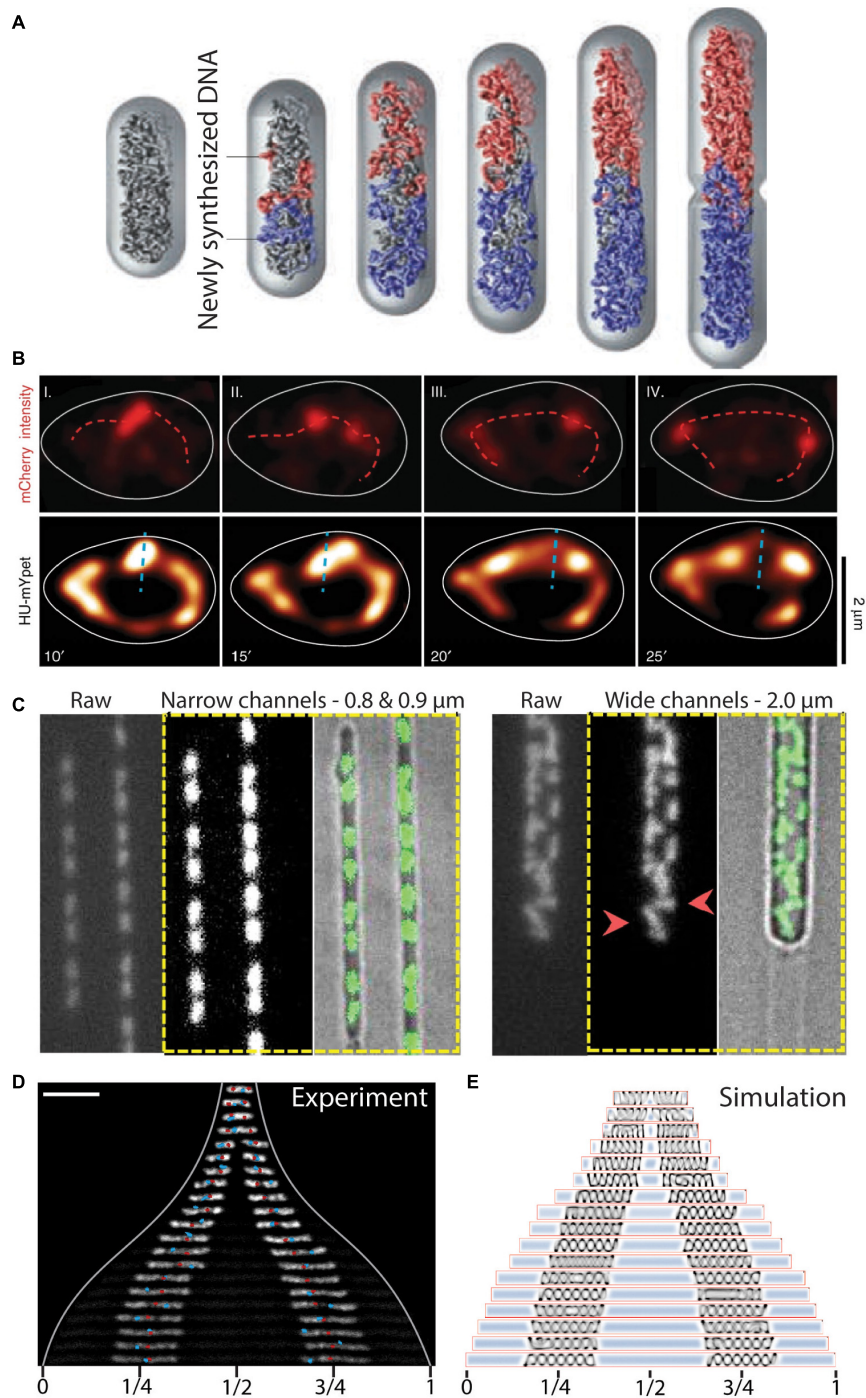 A
Newly synthesized DNA
B
mCherry intensity
I.
II.
III.
IV.
HU-mYpet
10′
15′
20′
25′
2 μm
C
Raw
Narrow channels - 0.8 & 0.9 μm
Raw
Wide channels - 2.0 μm
D
Experiment
0
1/4
1/2
3/4
1
E
Simulation
0
1/4
1/2
3/4
1